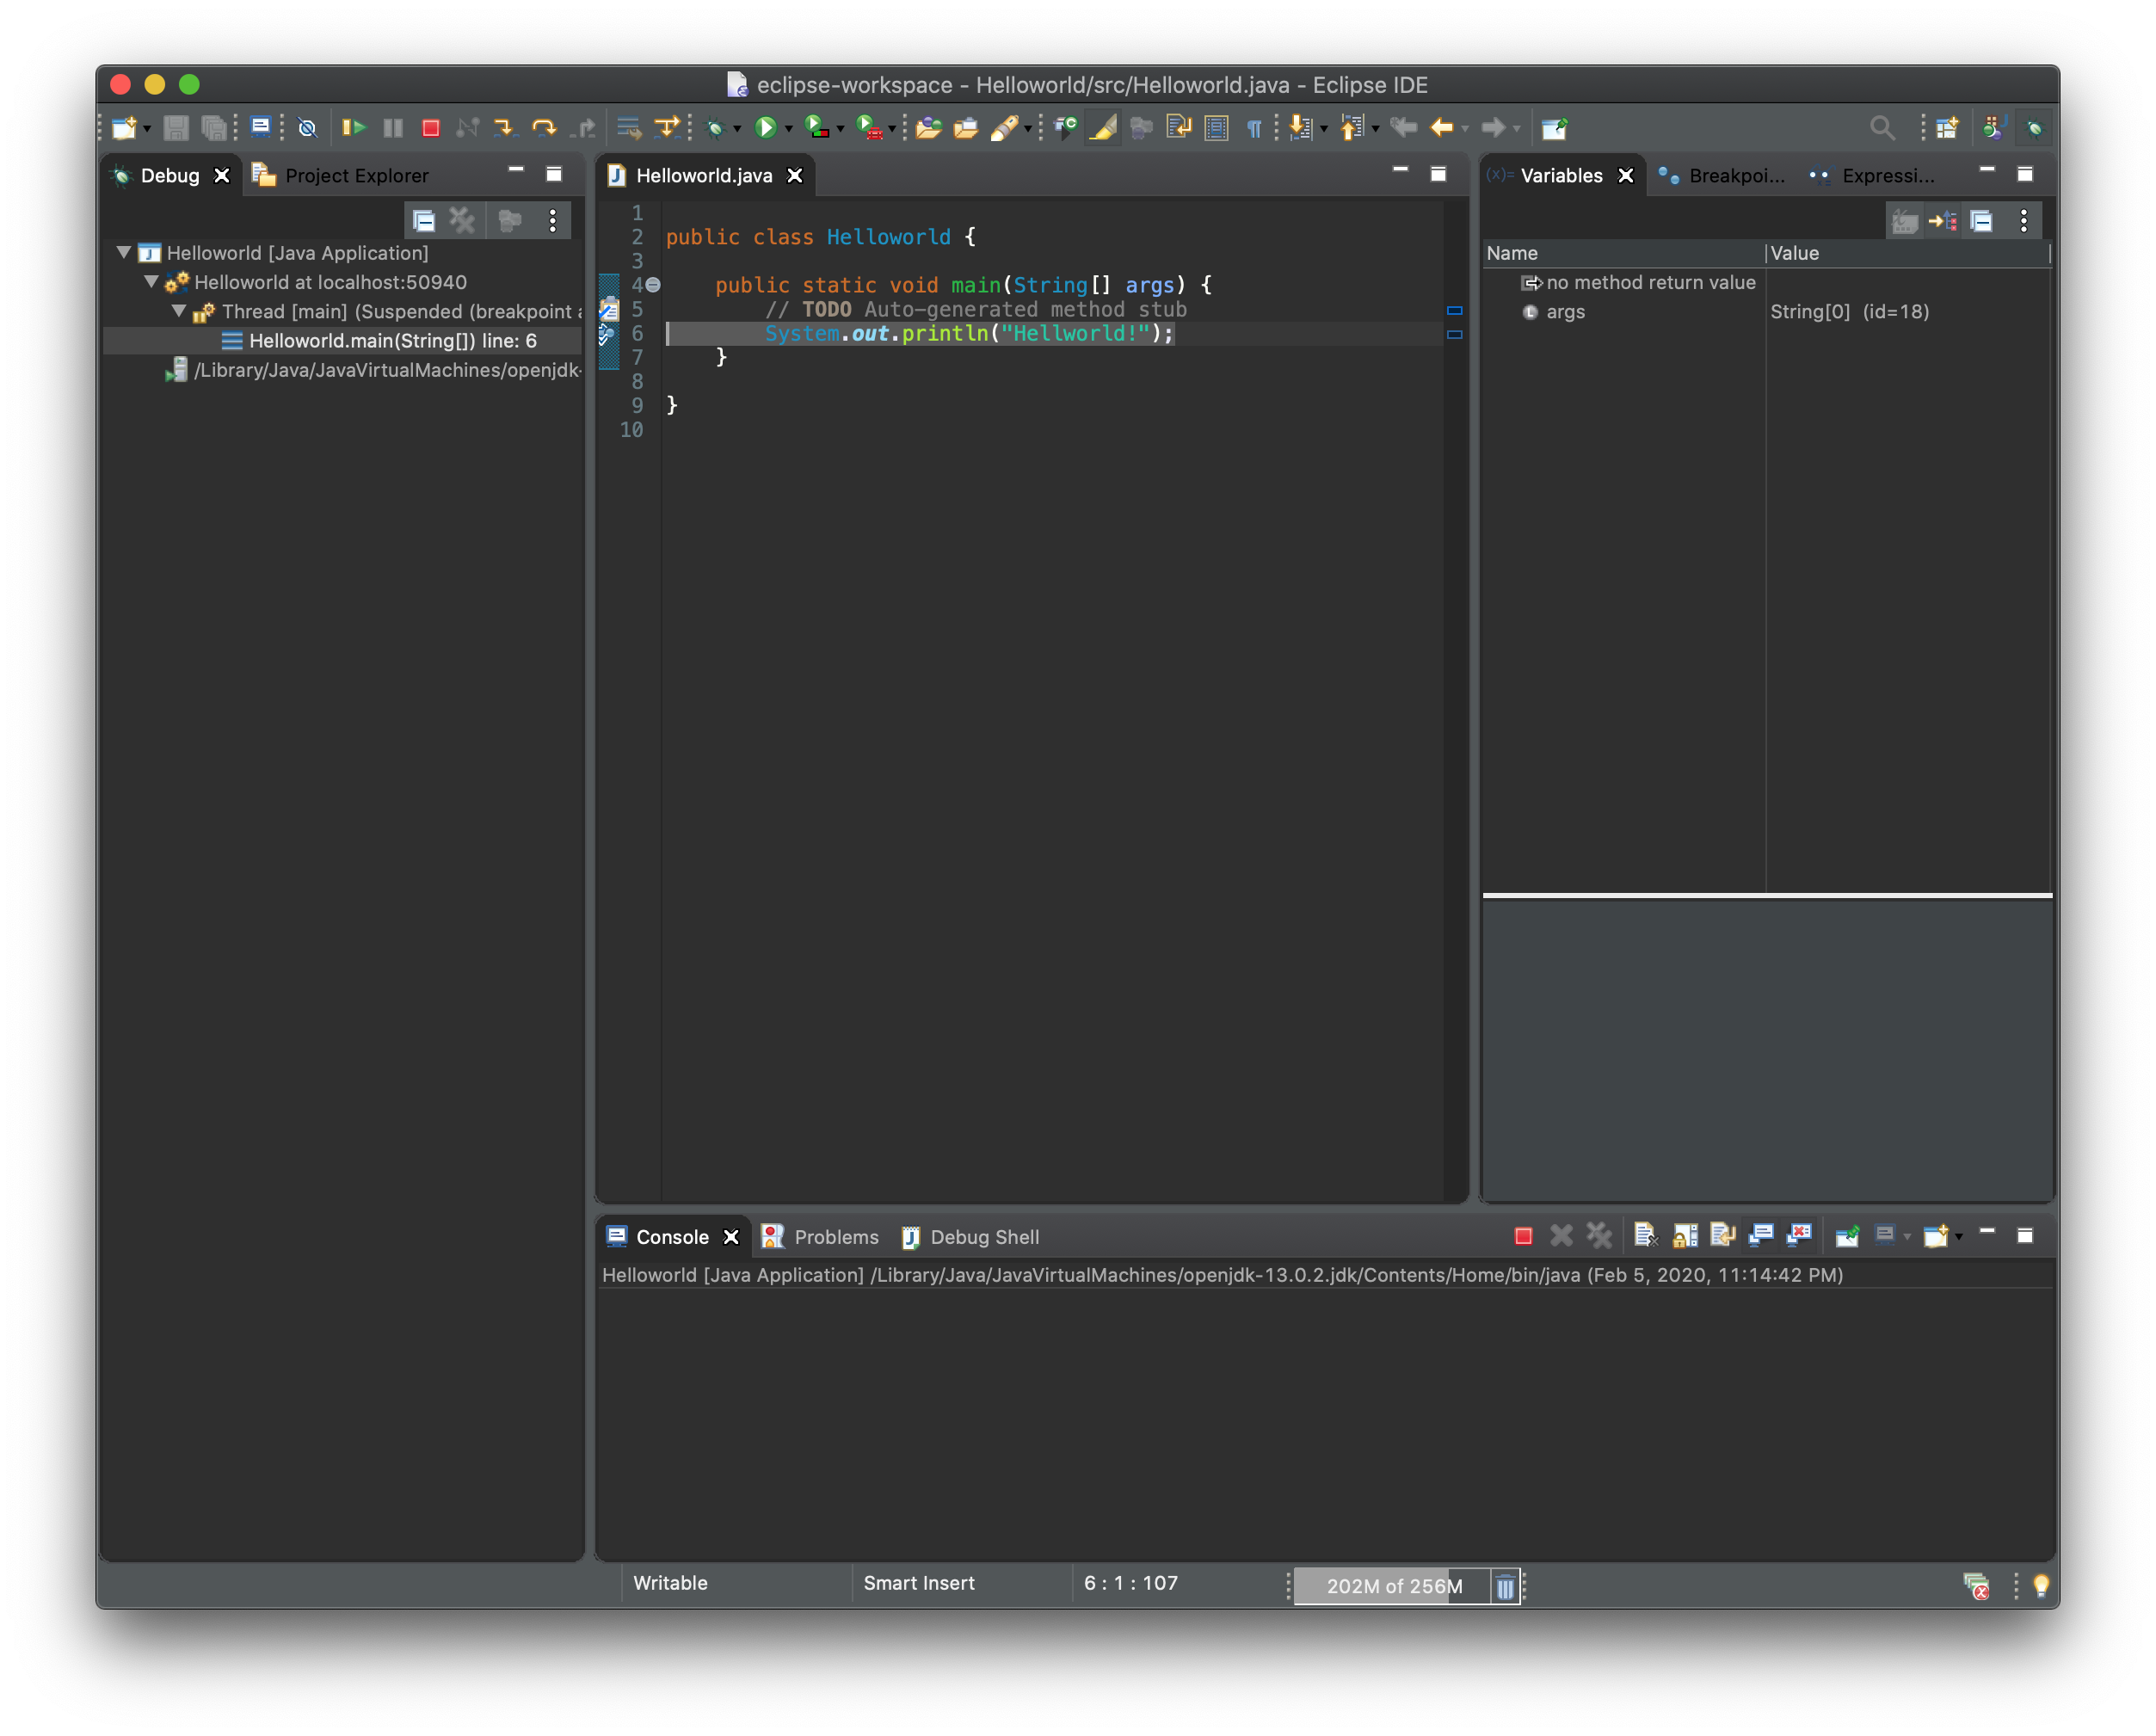 eclipse-workspace - Helloworld/src/Helloworld.java - Eclipse IDE
Debug
Project Explorer
Helloworld [Java Application]
Helloworld at localhost:50940
Thread [main] (Suspended (breakpoint a
Helloworld.main(String[]) line: 6
/Library/Java/JavaVirtualMachines/openjdk-
Helloworld.java
1
2 public class Helloworld {
3
4 public static void main(String[] args) {
5 // TODO Auto-generated method stub
6 System.out.println("Hellworld!");
7 }
8
9 }
10
(x)= Variables
Breakpoi...
Expressi...
Name Value
no method return value
args String[0] (id=18)
Console
Problems
Debug Shell
Helloworld [Java Application] /Library/Java/JavaVirtualMachines/openjdk-13.0.2.jdk/Contents/Home/bin/java (Feb 5, 2020, 11:14:42 PM)
Writable
Smart Insert
6 : 1 : 107
202M of 256M